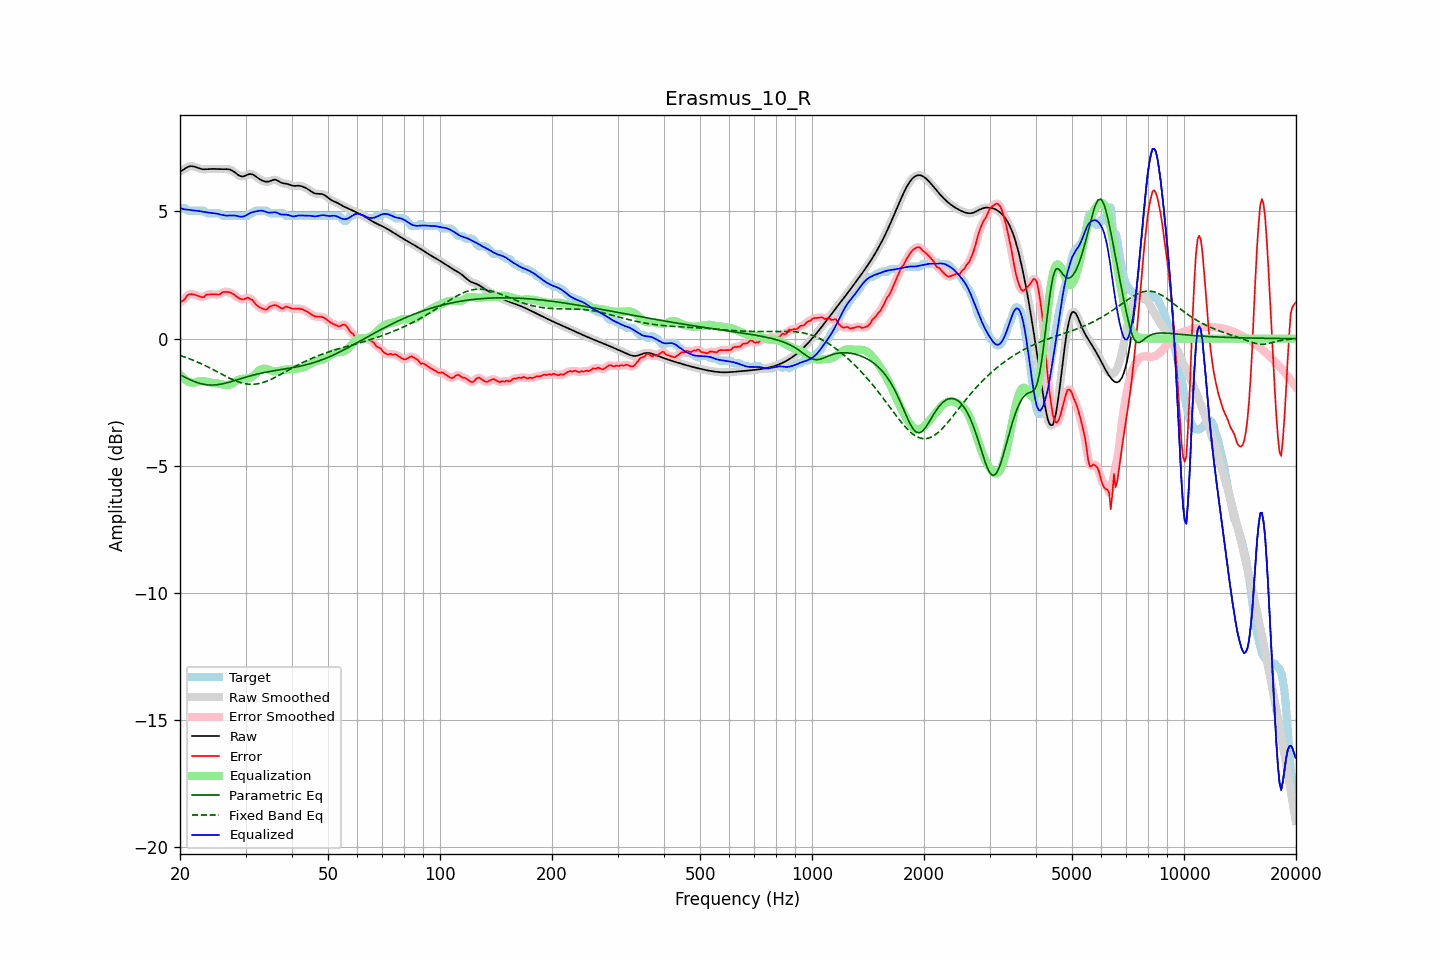 Erasmus_10_R
Amplitude (dBr)
5
0
−5
−10
−15
−20
Target
Raw Smoothed
Error Smoothed
Raw
Error
Equalization
Parametric Eq
Fixed Band Eq
Equalized
20 50 100 200 500 1000 2000 5000 10000 20000
Frequency (Hz)